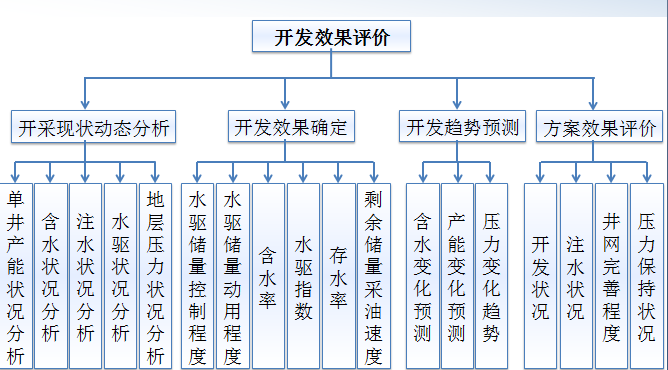 开发效果评价
开采现状动态分析
开发效果确定
开发趋势预测
方案效果评价
单井产能状况分析
含水状况分析
注水状况分析
水驱状况分析
地层压力状况分析
水驱储量控制程度
水驱储量动用程度
含水率
水驱指数
存水率
剩余储量采油速度
含水变化预测
产能变化预测
压力变化趋势
开发状况
注水状况
井网完善程度
压力保持状况